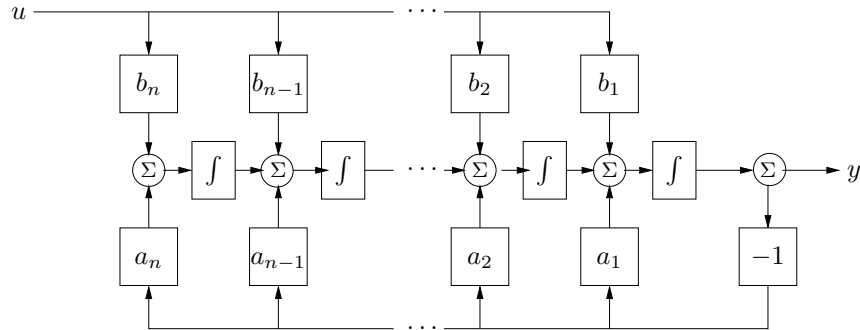 u ⋯
b_n b_{n−1} b_2 b_1
Σ ∫ Σ ∫ ⋯ Σ ∫ Σ ∫ Σ y
a_n a_{n−1} a_2 a_1 −1
⋯